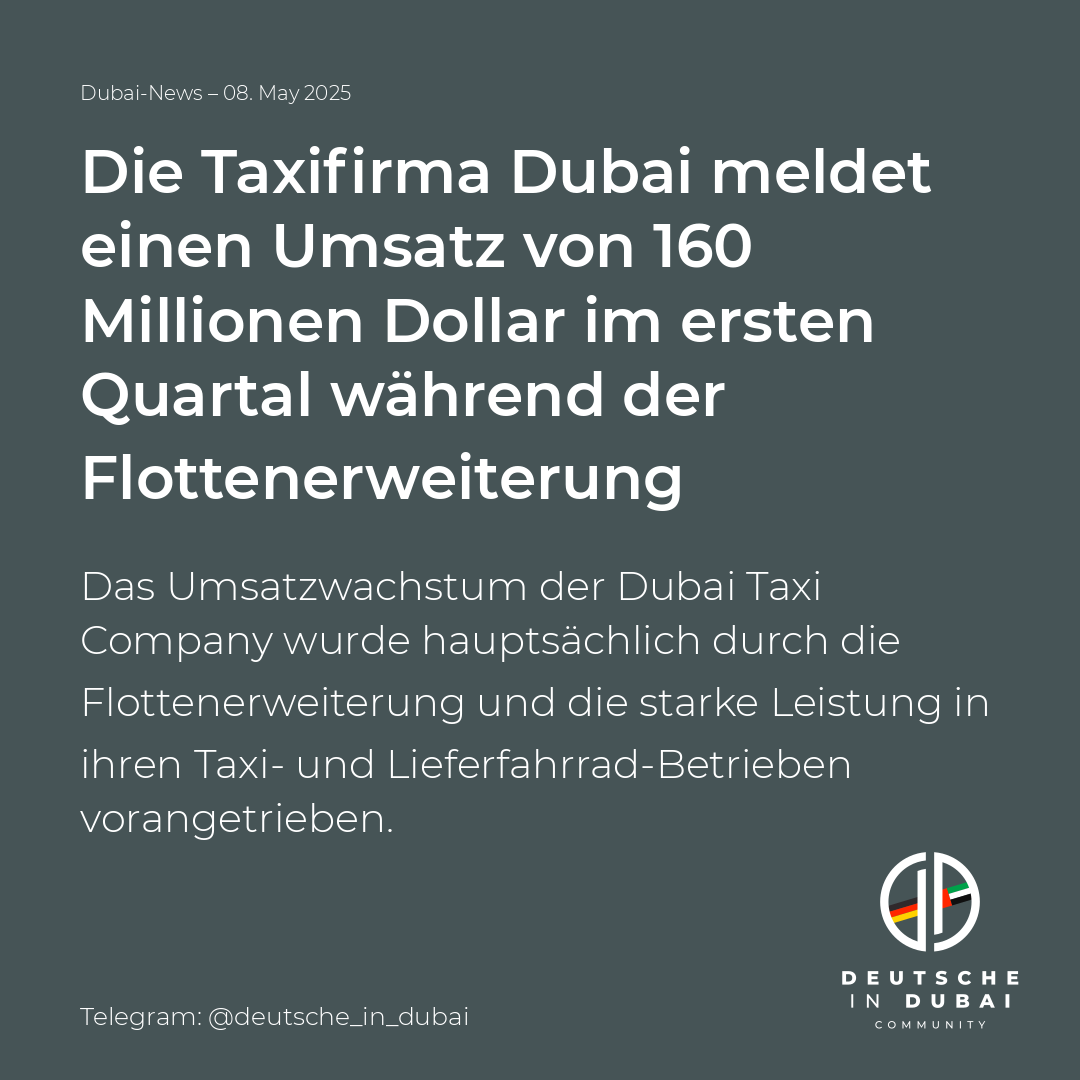 Dubai-News – 08. May 2025
Die Taxifirma Dubai meldet
einen Umsatz von 160
Millionen Dollar im ersten
Quartal während der
Flottenerweiterung
Das Umsatzwachstum der Dubai Taxi
Company wurde hauptsächlich durch die
Flottenerweiterung und die starke Leistung in
ihren Taxi- und Lieferfahrrad-Betrieben
vorangetrieben.
DEUTSCHE
IN DUBAI
COMMUNITY
Telegram: @deutsche_in_dubai